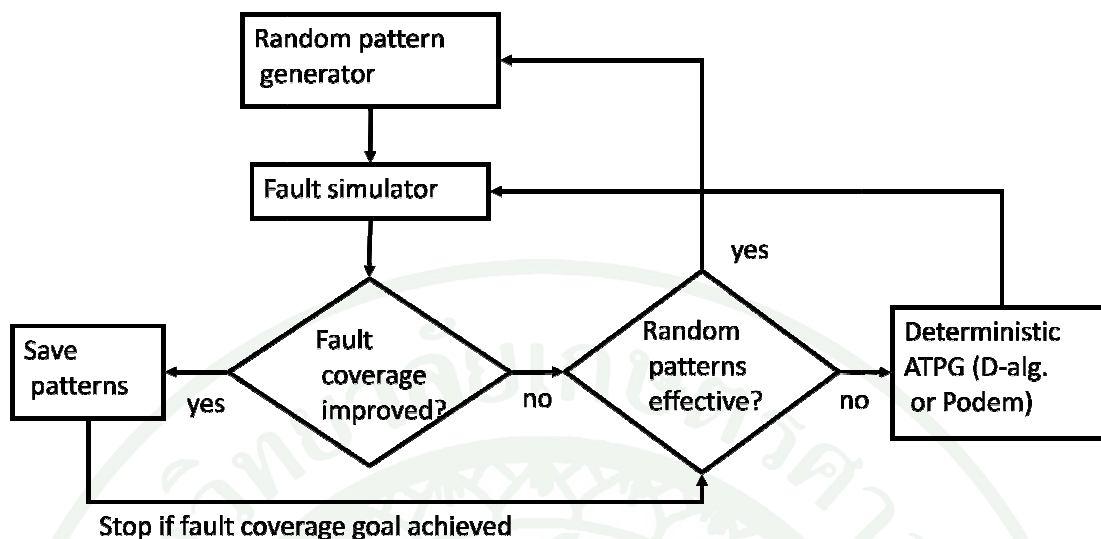 Random pattern
generator
Fault simulator
yes
Save
patterns
yes
Fault
coverage
improved?
no
Random
patterns
effective?
no
Deterministic
ATPG (D-alg.
or Podem)
Stop if fault coverage goal achieved